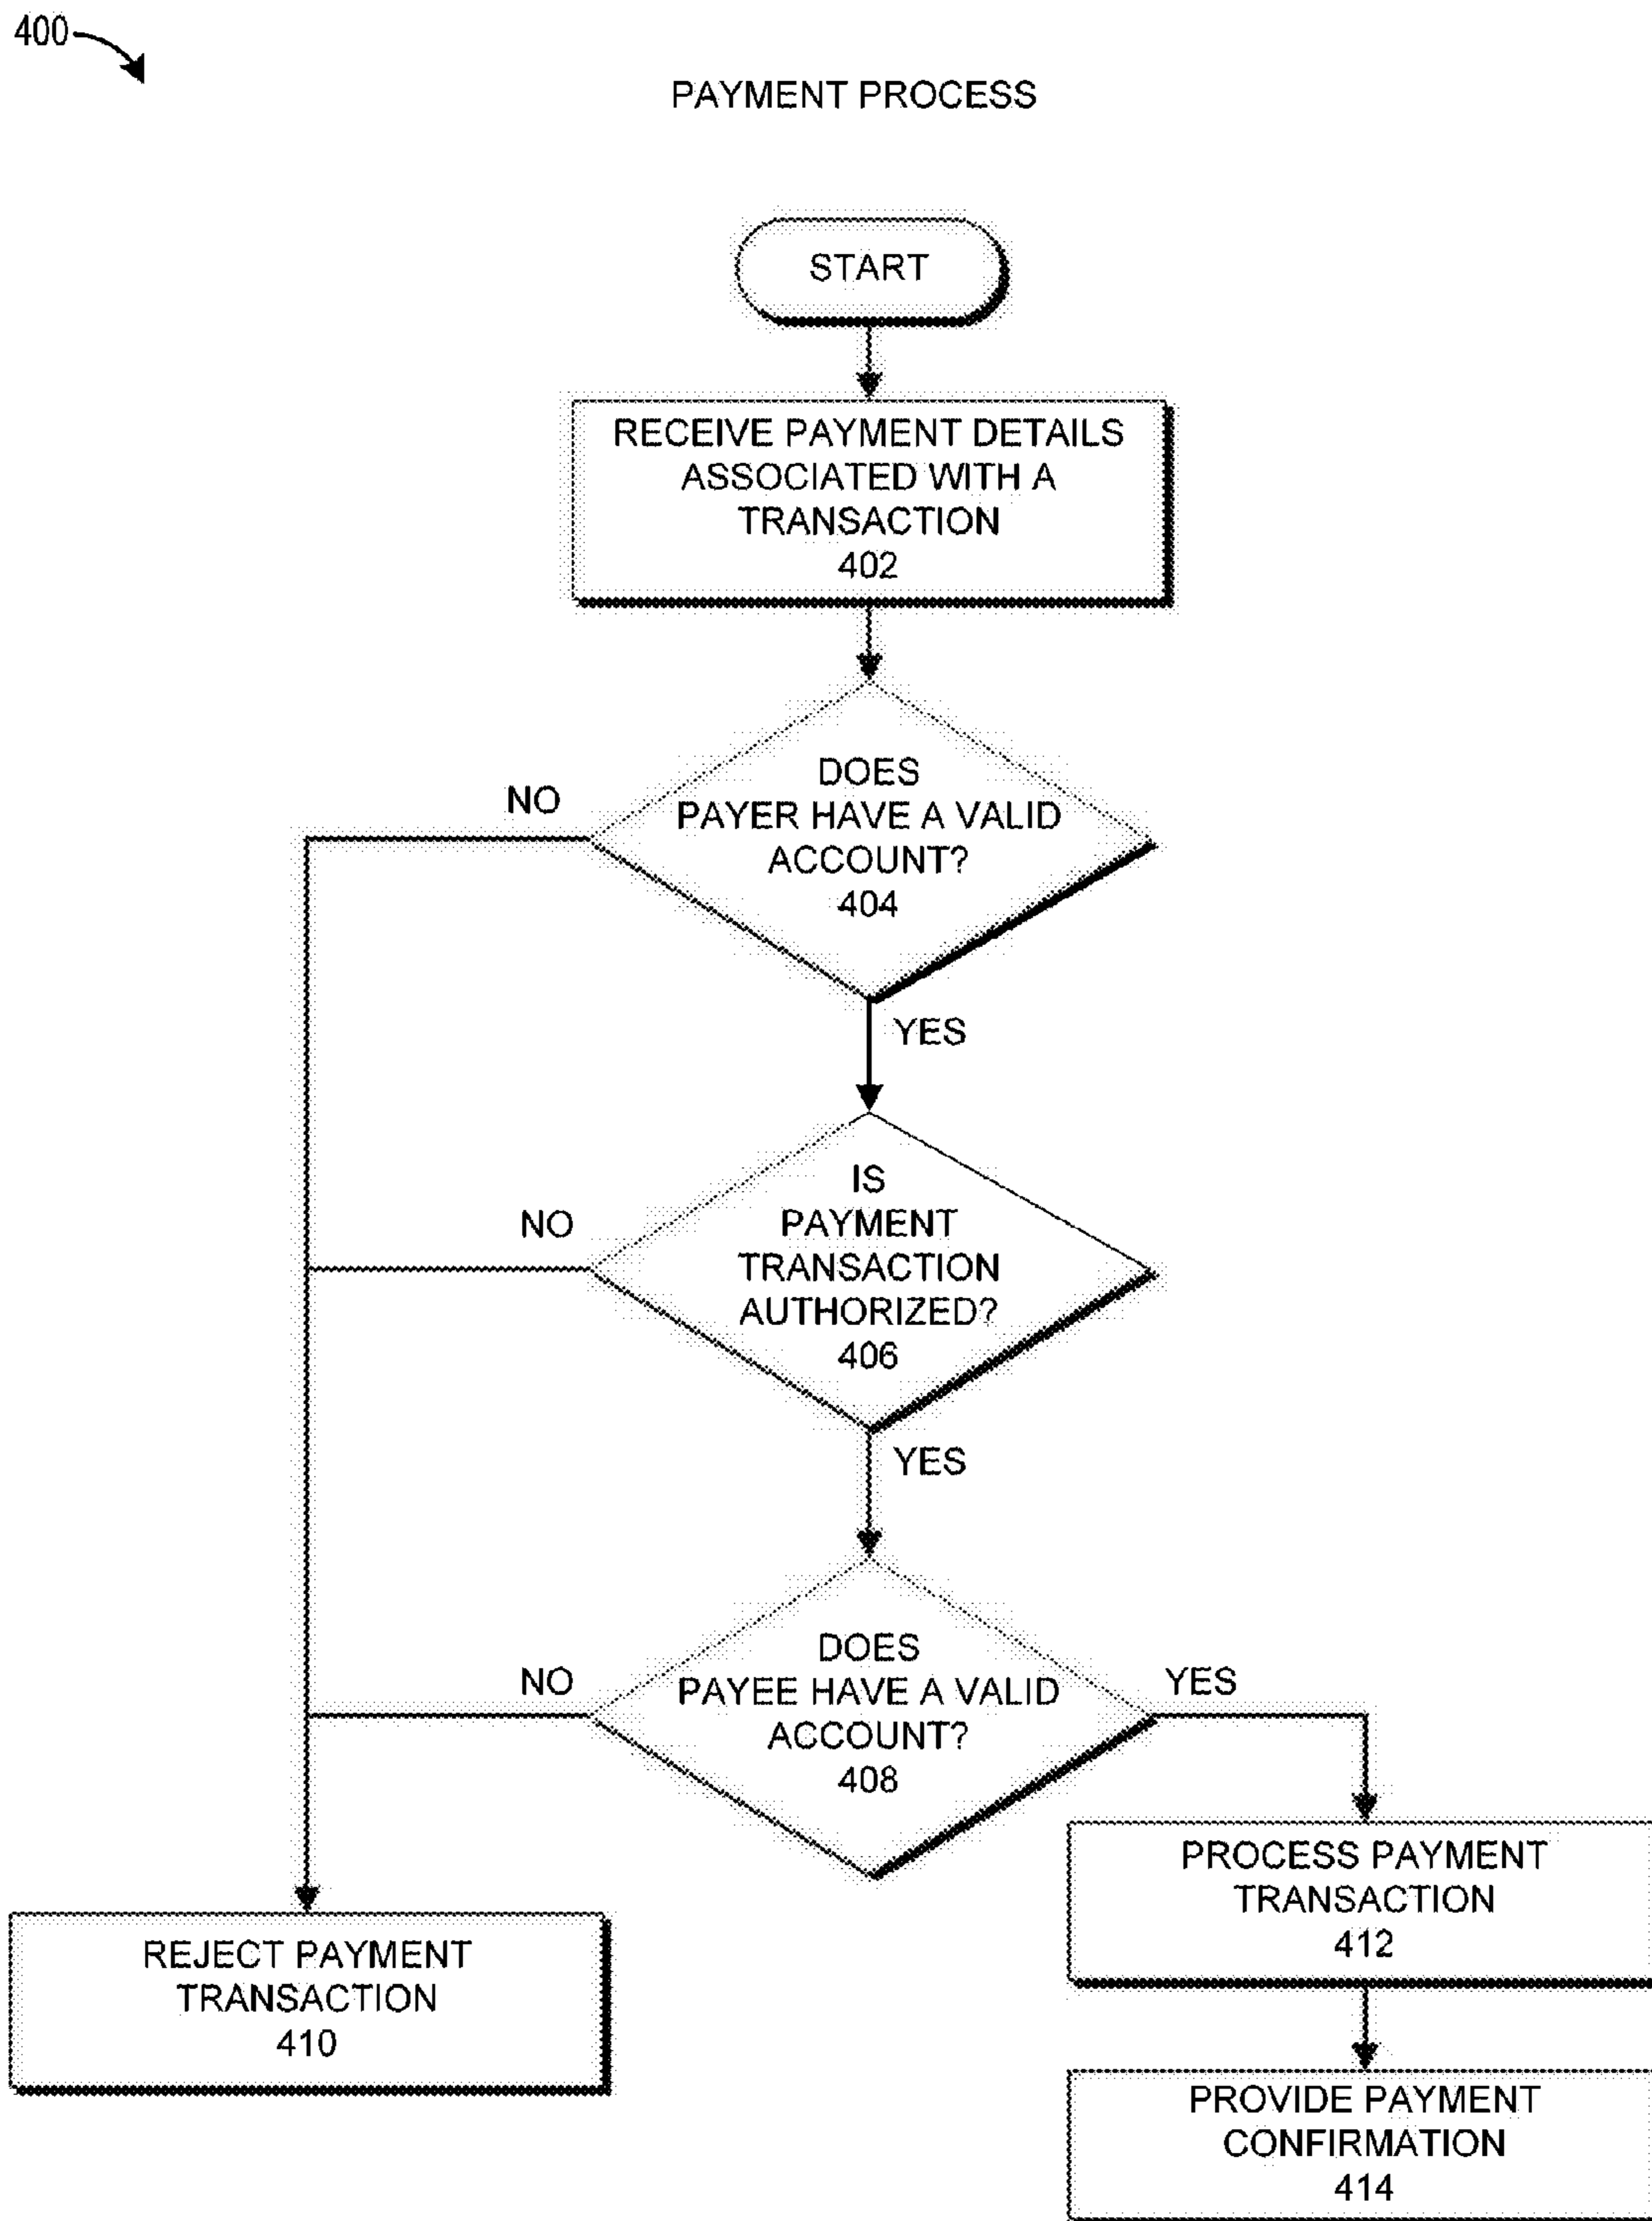 400
PAYMENT PROCESS
START
RECEIVE PAYMENT DETAILS
ASSOCIATED WITH A
TRANSACTION
402
DOES
PAYER HAVE A VALID
ACCOUNT?
404
NO
YES
IS
PAYMENT
TRANSACTION
AUTHORIZED?
406
NO
YES
DOES
PAYEE HAVE A VALID
ACCOUNT?
408
NO
YES
REJECT PAYMENT
TRANSACTION
410
PROCESS PAYMENT
TRANSACTION
412
PROVIDE PAYMENT
CONFIRMATION
414